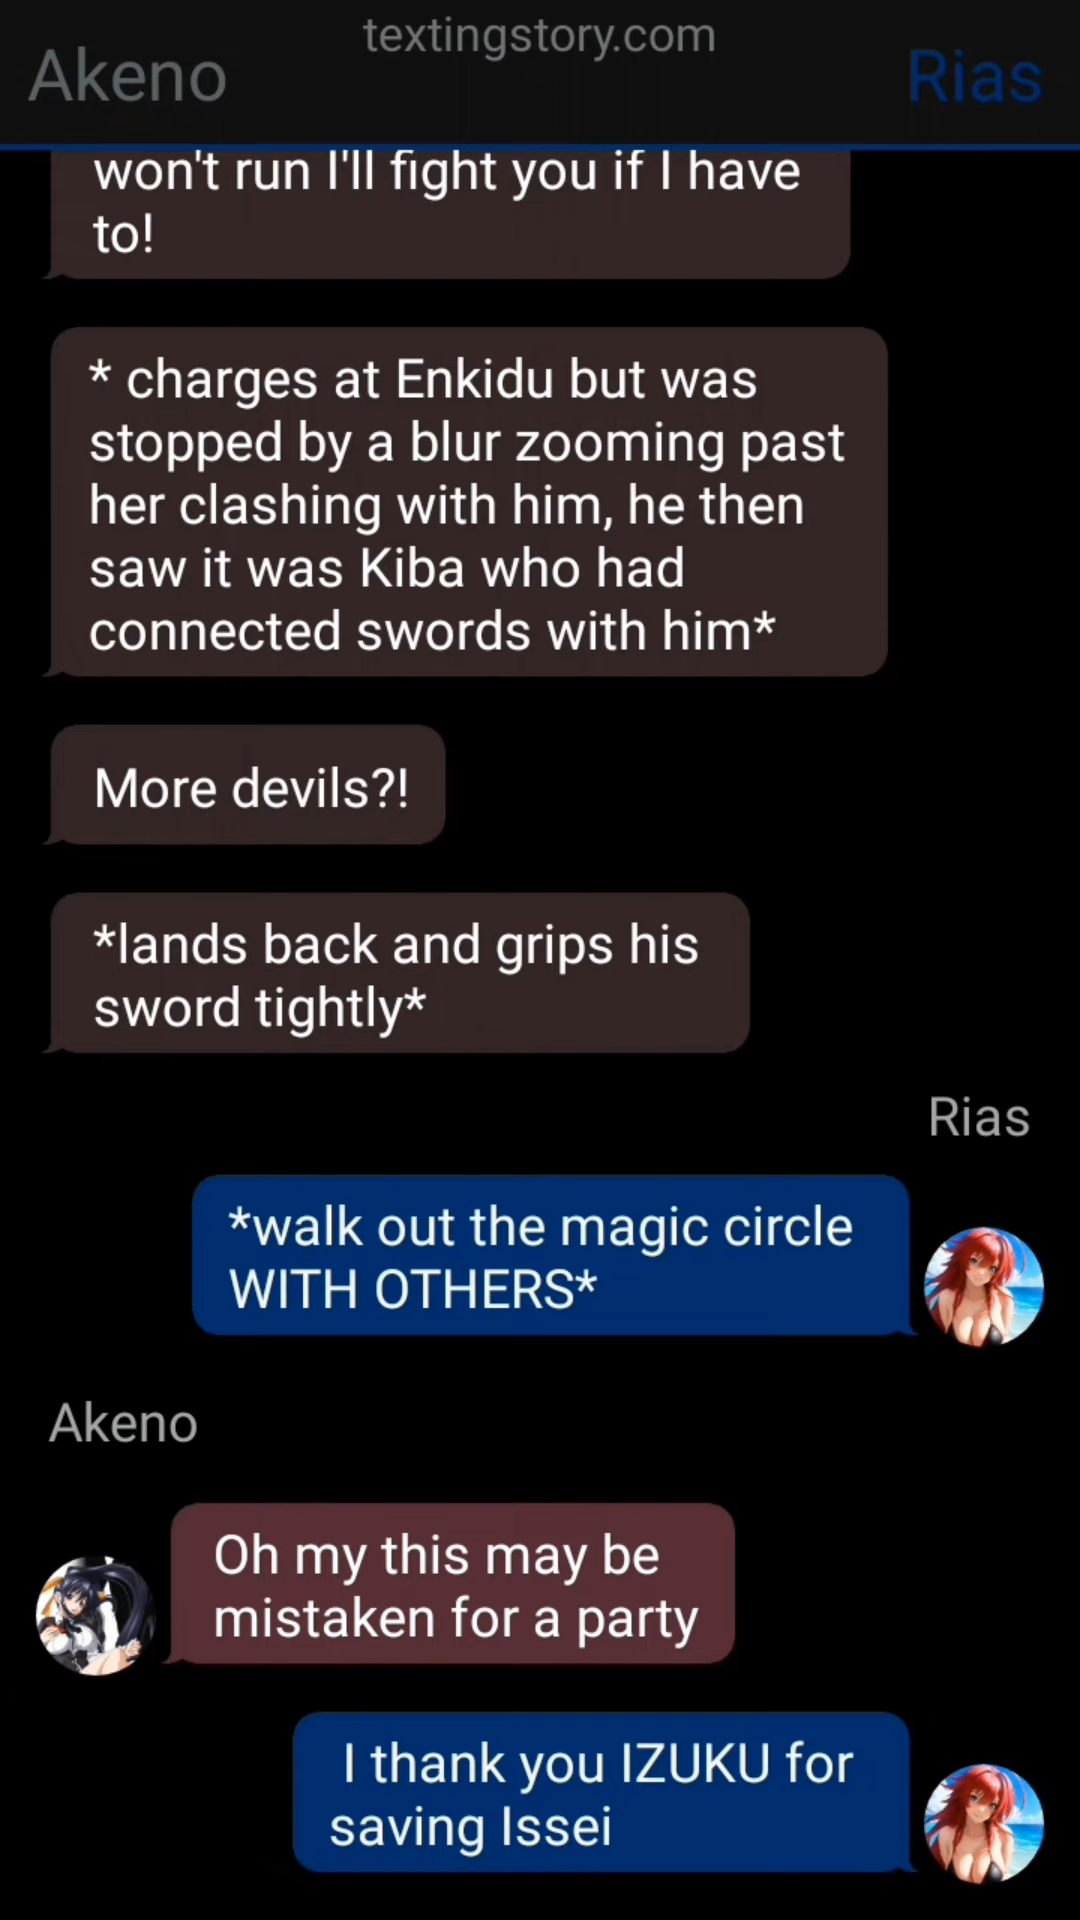 textingstory.com
Akeno
Rias
won't run I'll fight you if I have
to!
* charges at Enkidu but was
stopped by a blur zooming past
her clashing with him, he then
saw it was Kiba who had
connected swords with him*
More devils?!
*lands back and grips his
sword tightly*
Rias
*walk out the magic circle
WITH OTHERS*
Akeno
Oh my this may be
mistaken for a party
I thank you IZUKU for
saving Issei